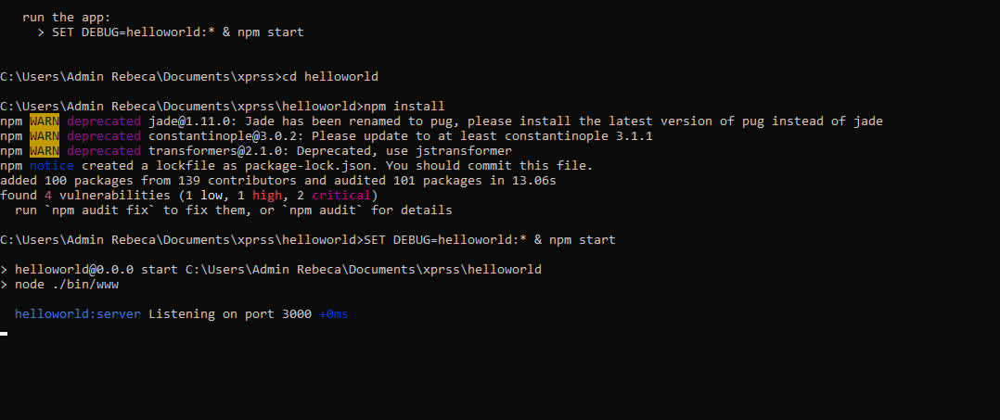 run the app:
> SET DEBUG=helloworld:* & npm start
C:\Users\Admin Rebeca\Documents\xprss>cd helloworld
C:\Users\Admin Rebeca\Documents\xprss\helloworld>npm install
npm WARN deprecated jade@1.11.0: Jade has been renamed to pug, please install the latest version of pug instead of jade
npm WARN deprecated constantinople@3.0.2: Please update to at least constantinople 3.1.1
npm WARN deprecated transformers@2.1.0: Deprecated, use jstransformer
npm notice created a lockfile as package-lock.json. You should commit this file.
added 100 packages from 139 contributors and audited 101 packages in 13.06s
found 4 vulnerabilities (1 low, 1 high, 2 critical)
run `npm audit fix` to fix them, or `npm audit` for details
C:\Users\Admin Rebeca\Documents\xprss\helloworld>SET DEBUG=helloworld:* & npm start
> helloworld@0.0.0 start C:\Users\Admin Rebeca\Documents\xprss\helloworld
> node ./bin/www
helloworld:server Listening on port 3000 +0ms